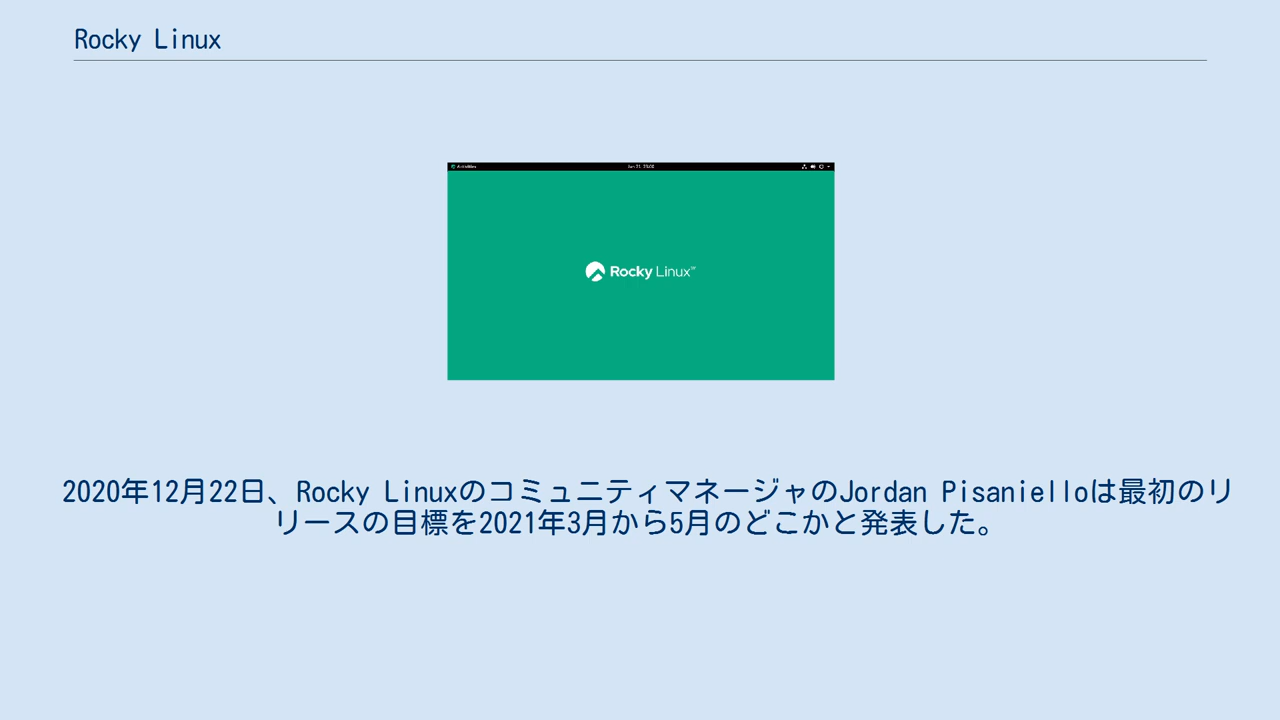 Rocky Linux
Activities
Rocky Linux
2020年12月22日、Rocky LinuxのコミュニティマネージャのJordan Pisanielloは最初のリ
リースの目標を2021年3月から5月のどこかと発表した。